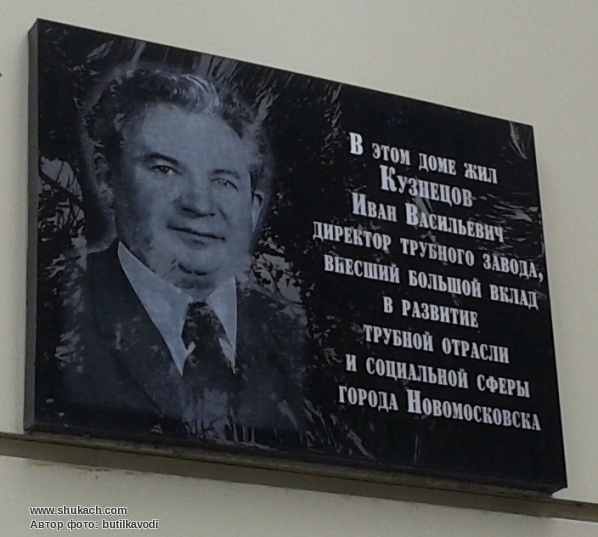 В этом доме жил
Кузнецов
Иван Васильевич
директор трубного завода,
внесший большой вклад
в развитие
трубной отрасли
и социальной сферы
города Новомосковска
www.shukach.com
Автор фото: butilkavodi